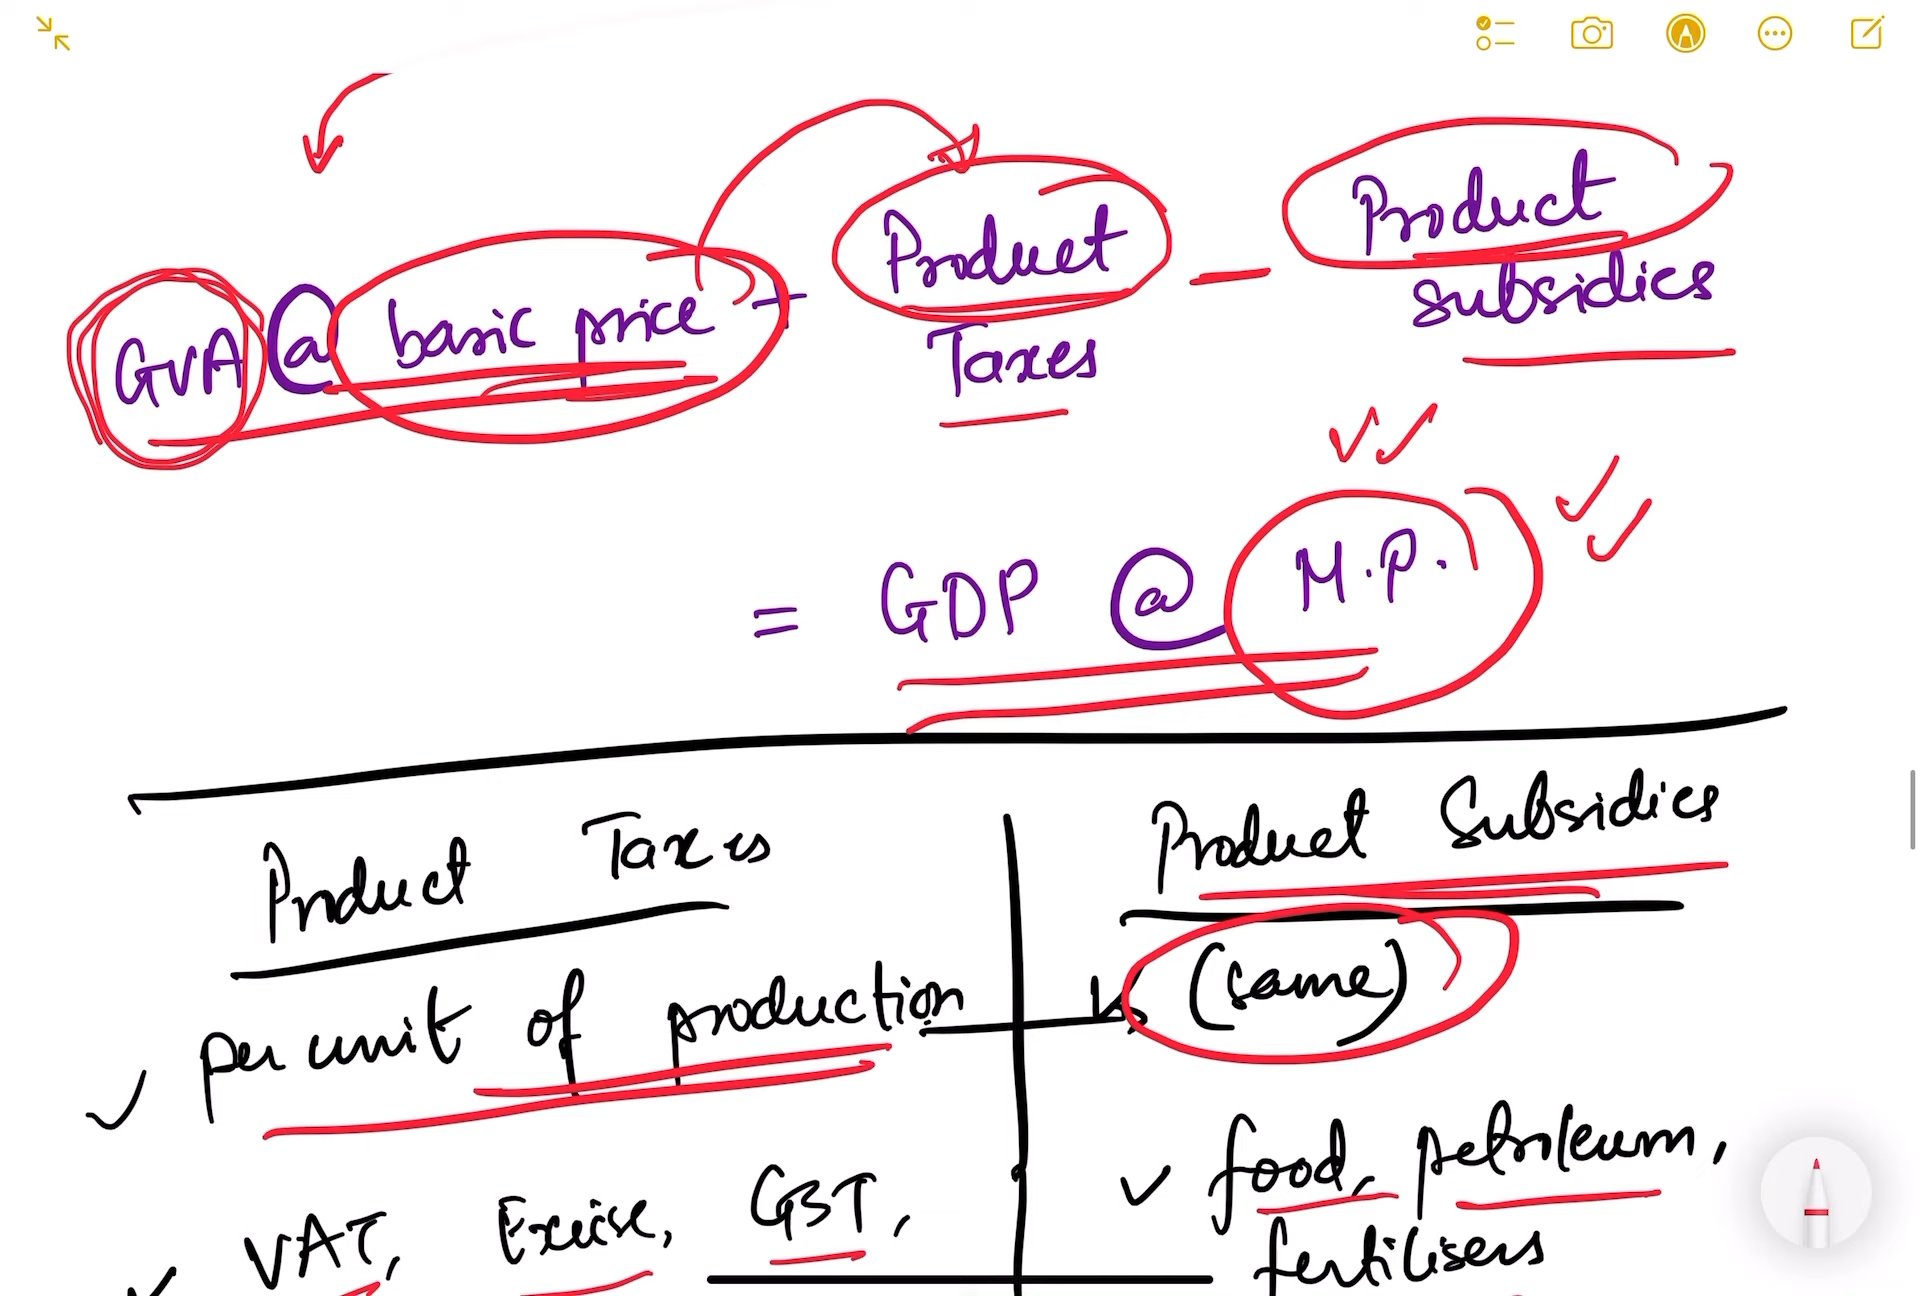 GVA @ basic price + Product Taxes - Product subsidies
= GDP @ M.P.
Product Taxes
per unit of production
VAT, Excise, GST,
Product Subsidies
(same)
food, petroleum,
fertilisers